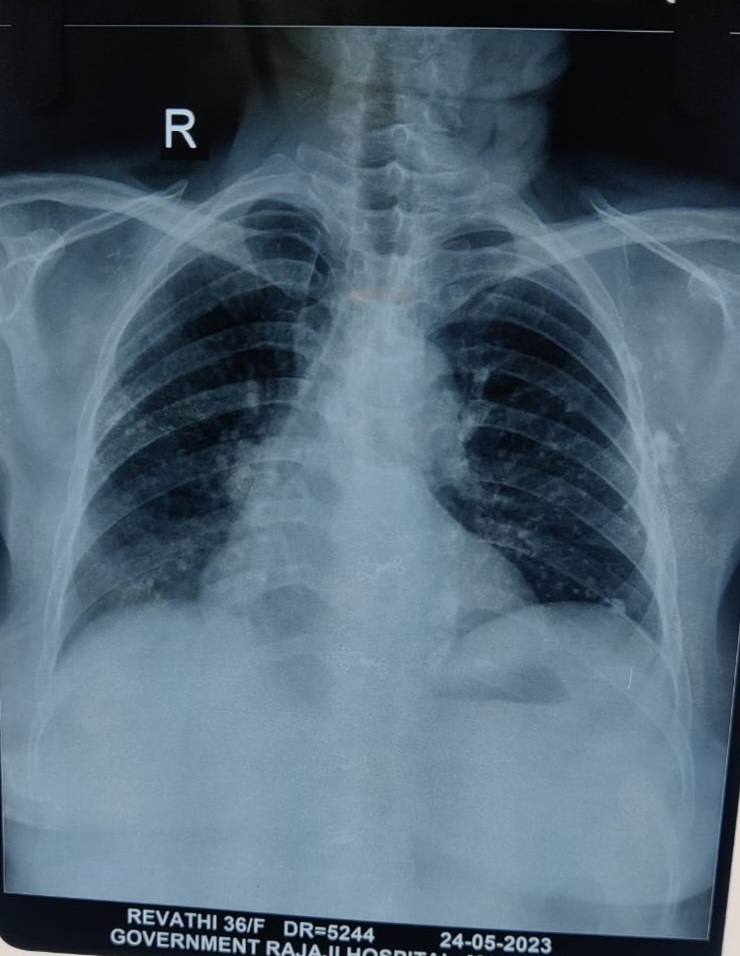 R
REVATHI 36/F DR=5244 24-05-2023
GOVERNMENT RAJAJI HOSPITAL